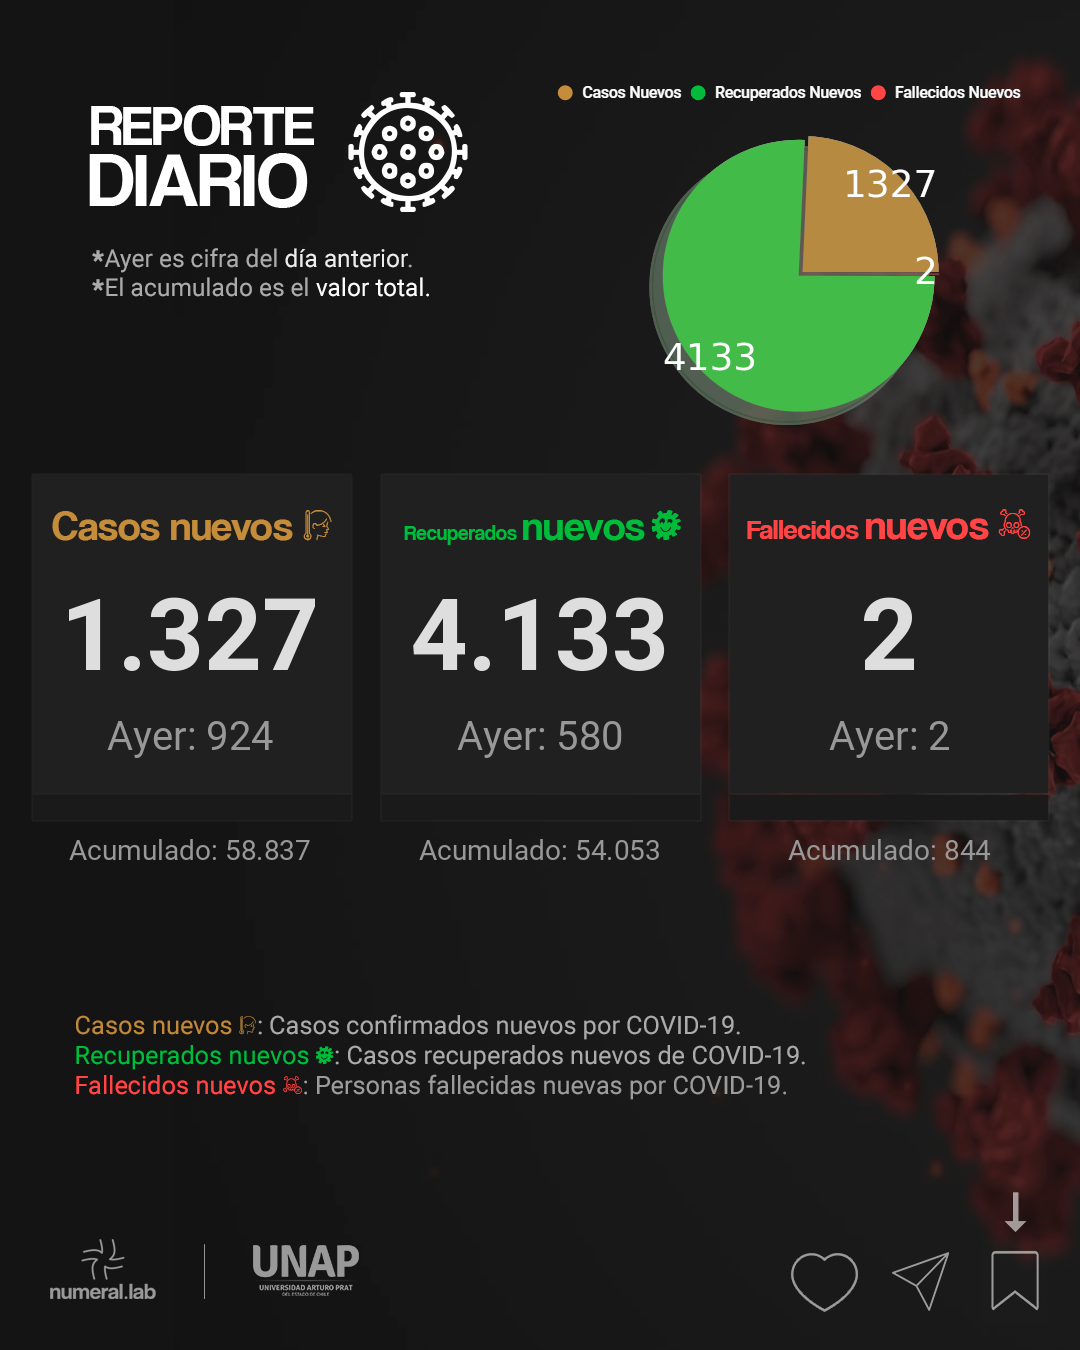 REPORTE
DIARIO
*Ayer es cifra del día anterior.
*El acumulado es el valor total.
Casos Nuevos Recuperados Nuevos Fallecidos Nuevos
1327
2
4133
Casos nuevos
1.327
Ayer: 924
Acumulado: 58.837
Recuperados nuevos
4.133
Ayer: 580
Acumulado: 54.053
Fallecidos nuevos
2
Ayer: 2
Acumulado: 844
Casos nuevos : Casos confirmados nuevos por COVID-19.
Recuperados nuevos : Casos recuperados nuevos de COVID-19.
Fallecidos nuevos : Personas fallecidas nuevas por COVID-19.
numeral.lab
UNAP
UNIVERSIDAD ARTURO PRAT
DEL ESTADO DE CHILE